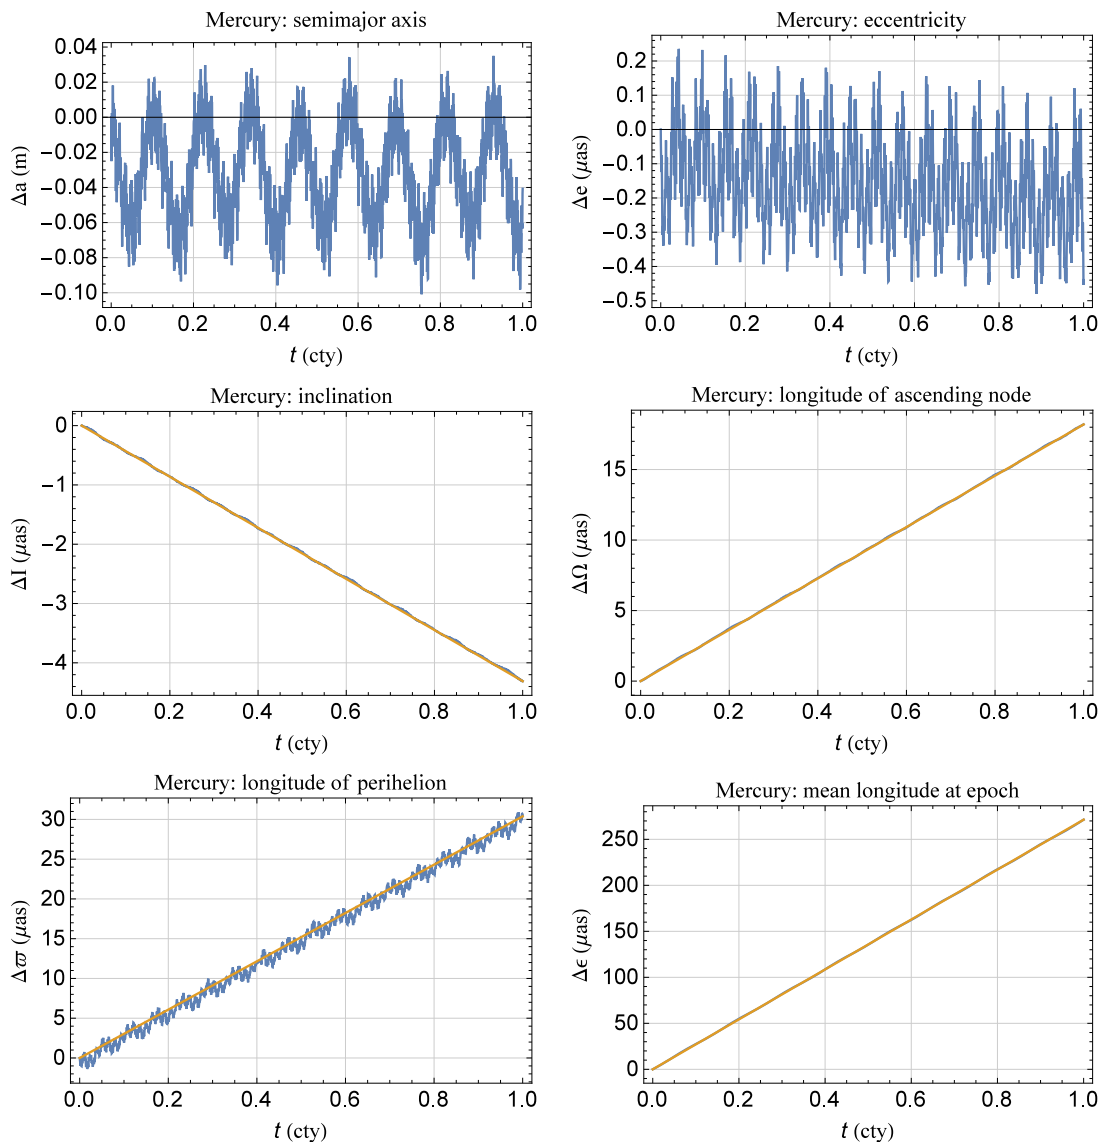 Mercury: semimajor axis
Δa (m)
0.04
0.02
0.00
−0.02
−0.04
−0.06
−0.08
−0.10
0.0 0.2 0.4 0.6 0.8 1.0
t (cty)
Mercury: eccentricity
Δe (μas)
0.2
0.1
0.0
−0.1
−0.2
−0.3
−0.4
−0.5
0.0 0.2 0.4 0.6 0.8 1.0
t (cty)
Mercury: inclination
ΔI (μas)
0
−1
−2
−3
−4
0.0 0.2 0.4 0.6 0.8 1.0
t (cty)
Mercury: longitude of ascending node
ΔΩ (μas)
15
10
5
0
0.0 0.2 0.4 0.6 0.8 1.0
t (cty)
Mercury: longitude of perihelion
Δϖ (μas)
30
25
20
15
10
5
0
0.0 0.2 0.4 0.6 0.8 1.0
t (cty)
Mercury: mean longitude at epoch
Δϵ (μas)
250
200
150
100
50
0
0.0 0.2 0.4 0.6 0.8 1.0
t (cty)